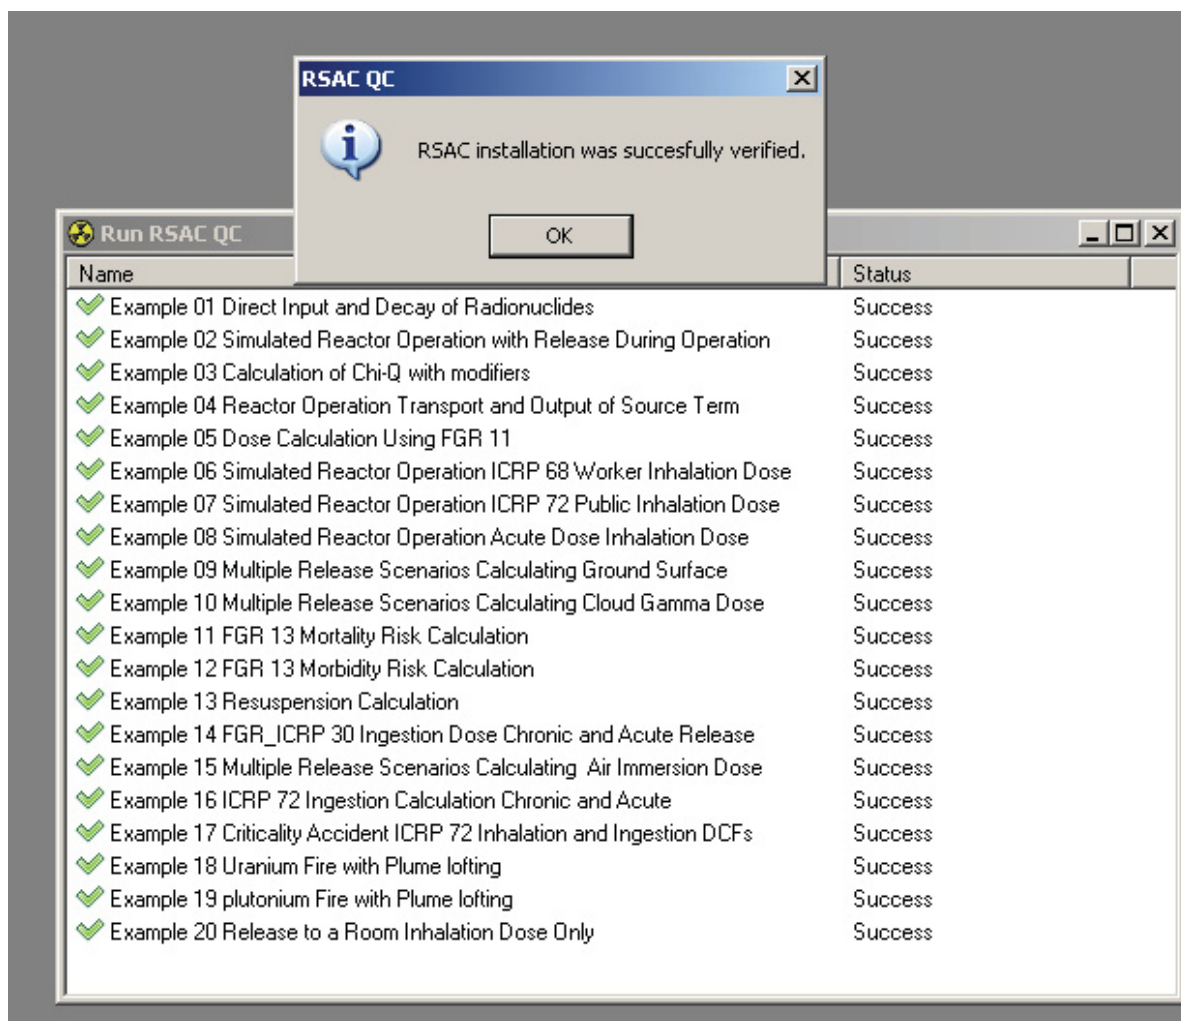 RSAC QC
RSAC installation was succesfully verified.
OK
Run RSAC QC
Name Status
Example 01 Direct Input and Decay of Radionuclides Success
Example 02 Simulated Reactor Operation with Release During Operation Success
Example 03 Calculation of Chi-Q with modifiers Success
Example 04 Reactor Operation Transport and Output of Source Term Success
Example 05 Dose Calculation Using FGR 11 Success
Example 06 Simulated Reactor Operation ICRP 68 Worker Inhalation Dose Success
Example 07 Simulated Reactor Operation ICRP 72 Public Inhalation Dose Success
Example 08 Simulated Reactor Operation Acute Dose Inhalation Dose Success
Example 09 Multiple Release Scenarios Calculating Ground Surface Success
Example 10 Multiple Release Scenarios Calculating Cloud Gamma Dose Success
Example 11 FGR 13 Mortality Risk Calculation Success
Example 12 FGR 13 Morbidity Risk Calculation Success
Example 13 Resuspension Calculation Success
Example 14 FGR_ICRP 30 Ingestion Dose Chronic and Acute Release Success
Example 15 Multiple Release Scenarios Calculating  Air Immersion Dose Success
Example 16 ICRP 72 Ingestion Calculation Chronic and Acute Success
Example 17 Criticality Accident ICRP 72 Inhalation and Ingestion DCFs Success
Example 18 Uranium Fire with Plume lofting Success
Example 19 plutonium Fire with Plume lofting Success
Example 20 Release to a Room Inhalation Dose Only Success